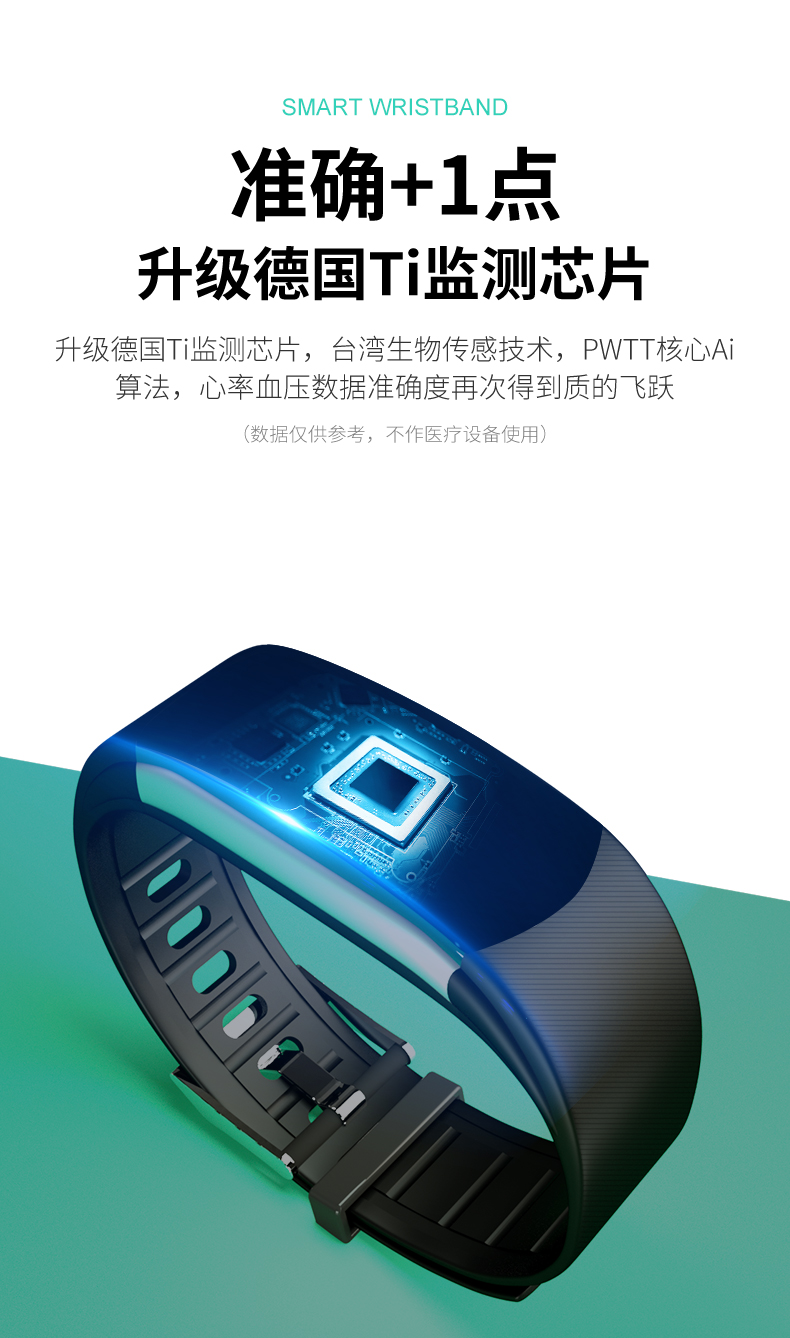 SMART WRISTBAND
准确+1点
升级德国Ti监测芯片
升级德国Ti监测芯片，台湾生物传感技术，PWTT核心Ai
算法，心率血压数据准确度再次得到质的飞跃
（数据仅供参考，不作医疗设备使用）